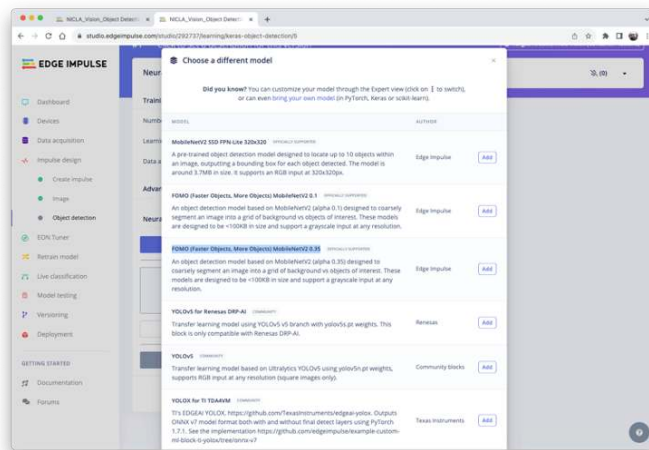 NICLA_Vision_Object Detecti
NICLA_Vision_Object Detecti
studio.edgeimpulse.com/studio/292737/learning/keras-object-detection/5
EDGE IMPULSE
Dashboard
Devices
Data acquisition
Impulse design
Create impulse
Image
Object detection
EON Tuner
Retrain model
Live classification
Model testing
Versioning
Deployment
GETTING STARTED
Documentation
Forums
Neura
Traini
Numb
Learni
Data a
Advan
Neura
Choose a different model
Did you know? You can customize your model through the Expert view (click on ⋮ to switch),
or can even bring your own model (in PyTorch, Keras or scikit-learn).
MODEL
AUTHOR
MobileNetV2 SSD FPN-Lite 320x320 OFFICIALLY SUPPORTED
A pre-trained object detection model designed to locate up to 10 objects within
an image, outputting a bounding box for each object detected. The model is
around 3.7MB in size. It supports an RGB input at 320x320px.
Edge Impulse
Add
FOMO (Faster Objects, More Objects) MobileNetV2 0.1 OFFICIALLY SUPPORTED
An object detection model based on MobileNetV2 (alpha 0.1) designed to coarsely
segment an image into a grid of background vs objects of interest. These models
are designed to be <100KB in size and support a grayscale input at any resolution.
Edge Impulse
Add
FOMO (Faster Objects, More Objects) MobileNetV2 0.35 OFFICIALLY SUPPORTED
An object detection model based on MobileNetV2 (alpha 0.35) designed to
coarsely segment an image into a grid of background vs objects of interest. These
models are designed to be <100KB in size and support a grayscale input at any
resolution.
Edge Impulse
Add
YOLOv5 for Renesas DRP-AI COMMUNITY
Transfer learning model using YOLOv5 v5 branch with yolov5s.pt weights. This
block is only compatible with Renesas DRP-AI.
Renesas
Add
YOLOv5 COMMUNITY
Transfer learning model based on Ultralytics YOLOv5 using yolov5n.pt weights,
supports RGB input at any resolution (square images only).
Community blocks
Add
YOLOX for TI TDA4VM COMMUNITY
TI's EDGEAI YOLOX. https://github.com/TexasInstruments/edgeai-yolox. Outputs
ONNX v7 model format both with and without final detect layers using PyTorch
1.7.1. See the implementation https://github.com/edgeimpulse/example-custom-
ml-block-ti-yolox/tree/onnx-v7
Texas Instruments
Add